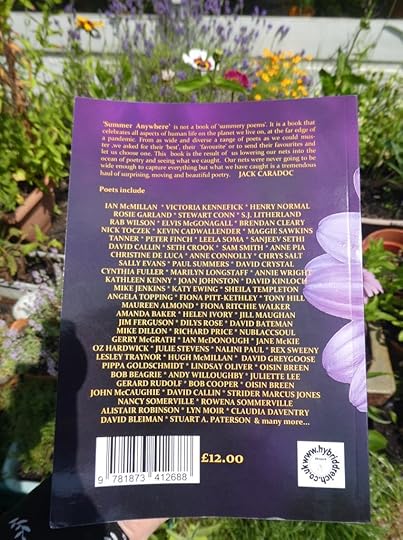 'Summer Anywhere' is not a book of 'summery poems'. It is a book that
celebrates all aspects of human life on the planet we live on, at the far edge of
a pandemic. From as wide and diverse a range of poets as we could mus-
ter ,we asked for their 'best', their 'favourite' or to send their favourites and
let us choose one. This book is the result of us lowering our nets into the
ocean of poetry and seeing what we caught. Our nets were never going to be
wide enough to capture everything but what we have caught is a tremendous
haul of surprising, moving and beautiful poetry. JACK CARADOC
Poets include
IAN McMILLAN * VICTORIA KENNEFICK * HENRY NORMAL
ROSIE GARLAND * STEWART CONN * S.J. LITHERLAND
RAB WILSON * ELVIS McGONAGALL * BRENDAN CLEARY
NICK TOCZEK * KEVIN CADWALLENDER * MAGGIE SAWKINS
TANNER * PETER FINCH * LEELA SOMA * SANJEEV SETHI
DAVID CALLIN * SETH CROOK * SAM SMITH * ANNE PIA
CHRISTINE DE LUCA * ANNE CONNOLLY * CHRYS SALT
SALLY EVANS * PAUL SUMMERS * DAVID CRYSTAL
CYNTHIA FULLER * MARILYN LONGSTAFF * ANNIE WRIGHT
KATHLEEN KENNY * JOAN JOHNSTON * DAVID KINLOCH
MIKE JENKINS * KATY EWING * SHEILA TEMPLETON
ANGELA TOPPING * FIONA PITT-KETHLEY * TONY HILL
MAUREEN ALMOND * FIONA RITCHIE WALKER
AMANDA BAKER * HELEN IVORY * JILL MAUGHAN
JIM FERGUSON * DILYS ROSE * DAVID BATEMAN
MIKE DILLON * RICHARD PRICE * NUBLACCSOUL
GERRY McGRATH * IAN McDONOUGH * JANE McKIE
OZ HARDWICK * JULIE STEVENS * NALINI PAUL * REX SWEENY
LESLEY TRAYNOR * HUGH McMILLAN * DAVID GREYGOOSE
PIPPA GOLDSCHMIDT * LINDSAY OLIVER * OISIN BREEN
BOB BEAGRIE * ANDY WILLOUGHBY * JULIETTE LEE
GERARD RUDOLF * BOB COOPER * OISIN BREEN
JOHN McCAUGHIE * DAVID CALLIN * STRIDER MARCUS JONES
NANCY SOMERVILLE * ROWENA SOMMERVILLE
ALISTAIR ROBINSON * LYN MOIR * CLAUDIA DAVENTRY
DAVID BLEIMAN * STUART A. PATERSON & many more...
£12.00
9 781873 412688